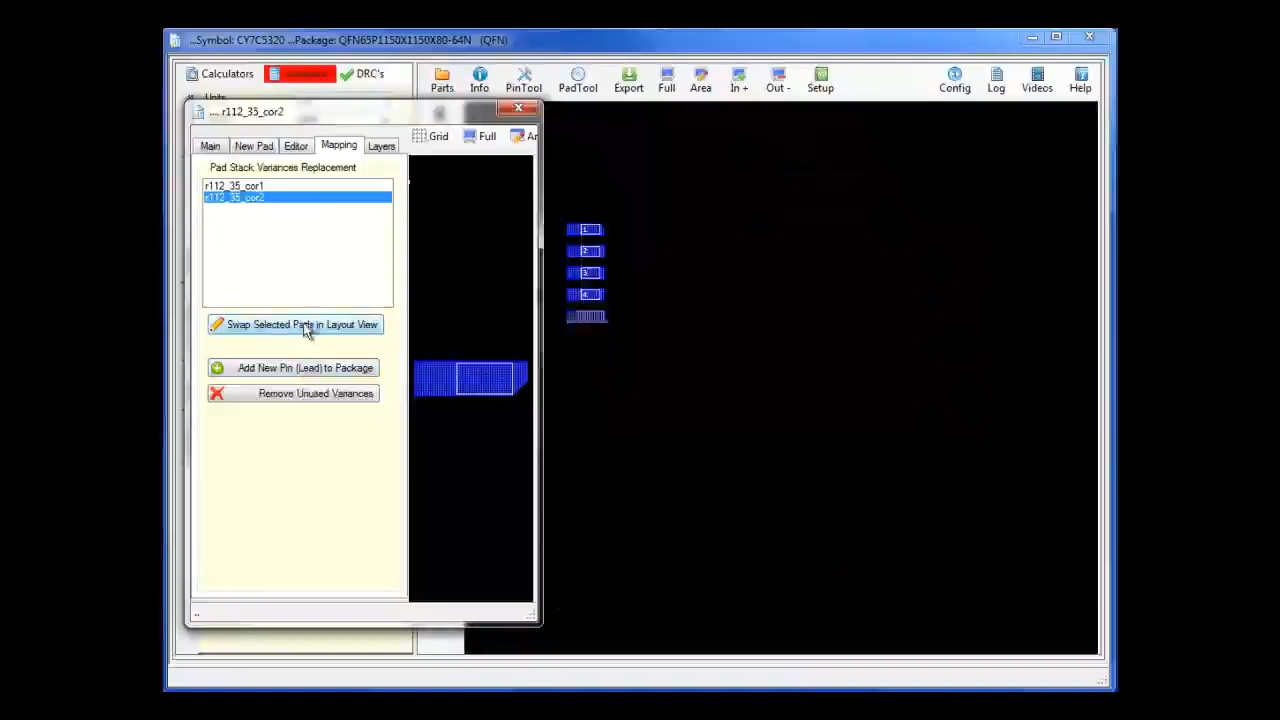 ...Symbol: CY7C5320 ...Package: QFN65P1150X1150X80-64N (QFN)
Calculators DRC's
Parts Info PinTool PadTool Export Full Area In + Out - Setup Config Log Videos Help
Units
.... r112_35_cor2
Grid Full Ar
Main New Pad Editor Mapping Layers
Pad Stack Variances Replacement
r112_35_cor1
r112_35_cor2
Swap Selected Pads in Layout View
Add New Pin (Lead) to Package
Remove Unused Variances
1
2
3
4
..